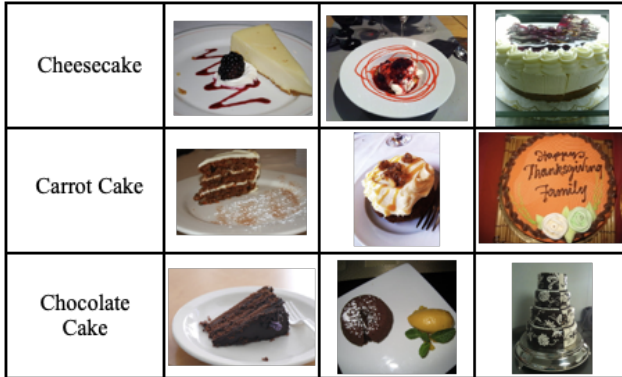 Cheesecake
Carrot Cake
Happy
Thanksgiving
Family
Chocolate
Cake